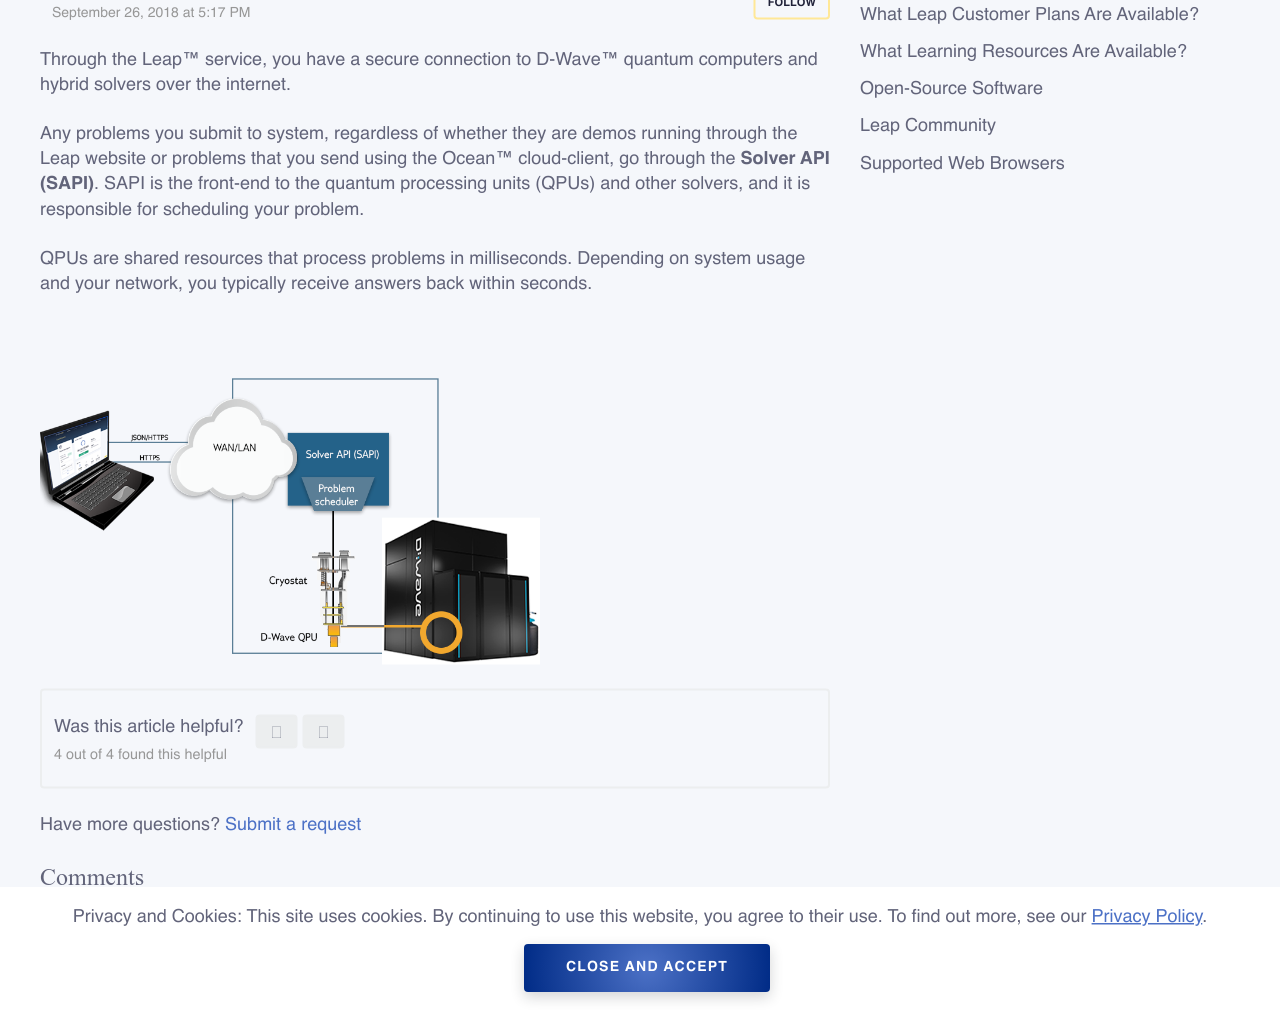 September 26, 2018 at 5:17 PM
FOLLOW
Through the Leap™ service, you have a secure connection to D-Wave™ quantum computers and
hybrid solvers over the internet.
Any problems you submit to system, regardless of whether they are demos running through the
Leap website or problems that you send using the Ocean™ cloud-client, go through the Solver API
(SAPI). SAPI is the front-end to the quantum processing units (QPUs) and other solvers, and it is
responsible for scheduling your problem.
QPUs are shared resources that process problems in milliseconds. Depending on system usage
and your network, you typically receive answers back within seconds.
JSON/HTTPS
HTTPS
WAN/LAN
Solver API (SAPI)
Problem
scheduler
Cryostat
D-Wave QPU
D:Wave
Was this article helpful?
4 out of 4 found this helpful
Have more questions? Submit a request
Comments
What Leap Customer Plans Are Available?
What Learning Resources Are Available?
Open-Source Software
Leap Community
Supported Web Browsers
Privacy and Cookies: This site uses cookies. By continuing to use this website, you agree to their use. To find out more, see our Privacy Policy.
CLOSE AND ACCEPT